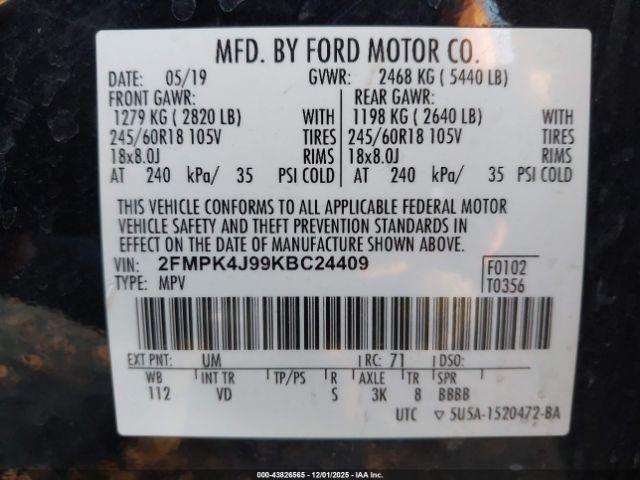 MFD. BY FORD MOTOR CO.
DATE: 05/19 GVWR: 2468 KG ( 5440 LB)
FRONT GAWR: REAR GAWR:
1279 KG ( 2820 LB) WITH 1198 KG ( 2640 LB) WITH
245/60R18 105V TIRES 245/60R18 105V TIRES
18x8.0J RIMS 18x8.0J RIMS
AT 240 kPa/ 35 PSI COLD AT 240 kPa/ 35 PSI COLD
THIS VEHICLE CONFORMS TO ALL APPLICABLE FEDERAL MOTOR
VEHICLE SAFETY AND THEFT PREVENTION STANDARDS IN
EFFECT ON THE DATE OF MANUFACTURE SHOWN ABOVE.
VIN: 2FMPK4J99KBC24409 F0102
TYPE: MPV T0356
EXT PNT: UM RC: 71 DSO:
WB INT TR TP/PS R AXLE TR SPR
112 VD S 3K 8 BBBB
UTC ▽ 5U5A-1520472-BA
000-43826565 - 12/01/2025 - IAAI.COM